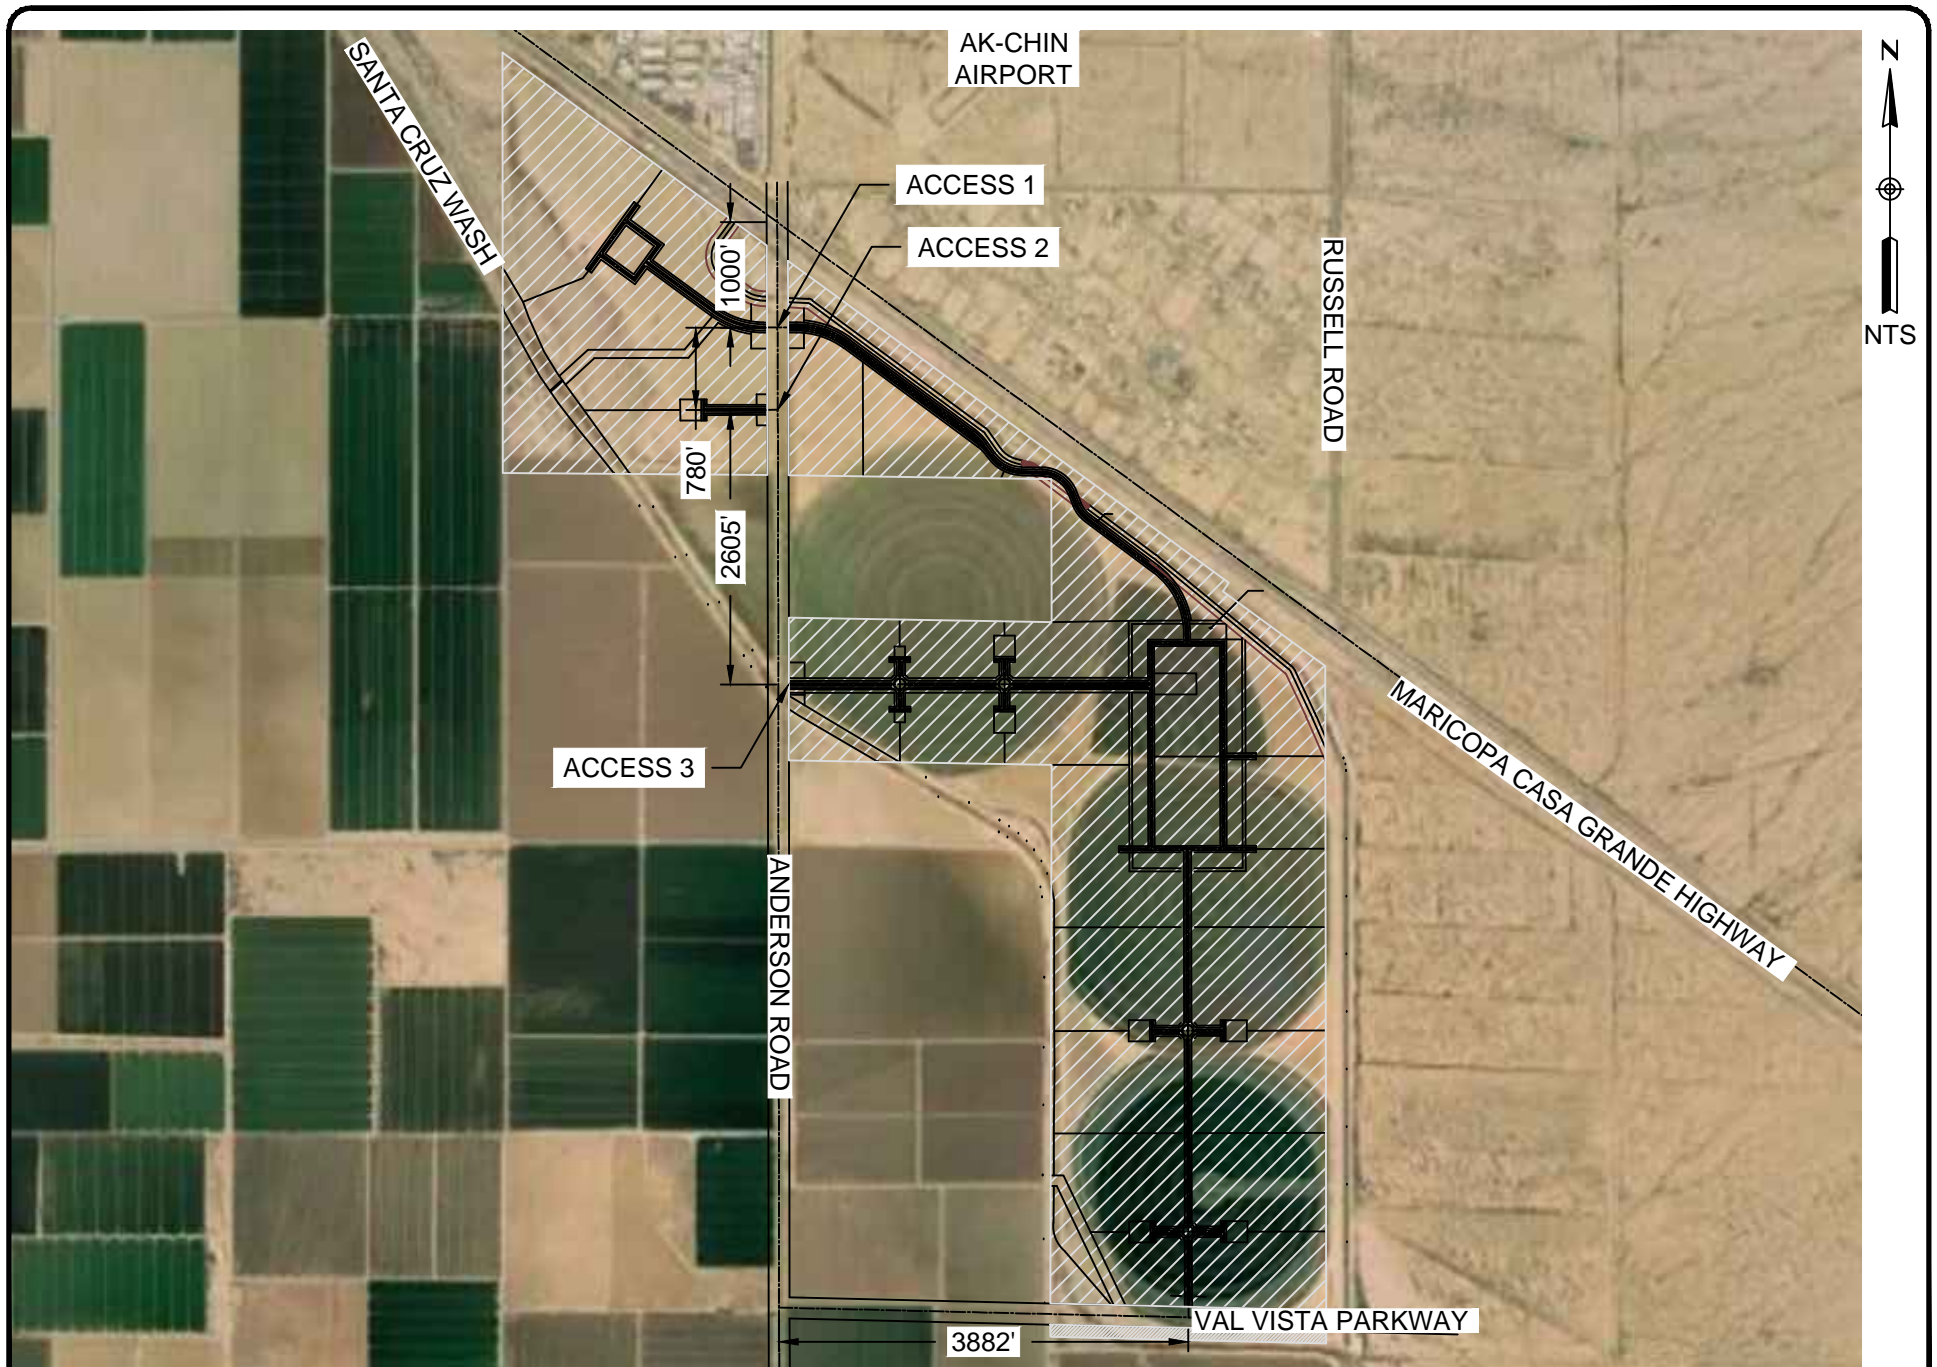 AK-CHIN
AIRPORT
N
NTS
SANTA CRUZ WASH
ACCESS 1
ACCESS 2
1000'
RUSSELL ROAD
780'
2605'
ACCESS 3
MARICOPA CASA GRANDE HIGHWAY
ANDERSON ROAD
VAL VISTA PARKWAY
3882'